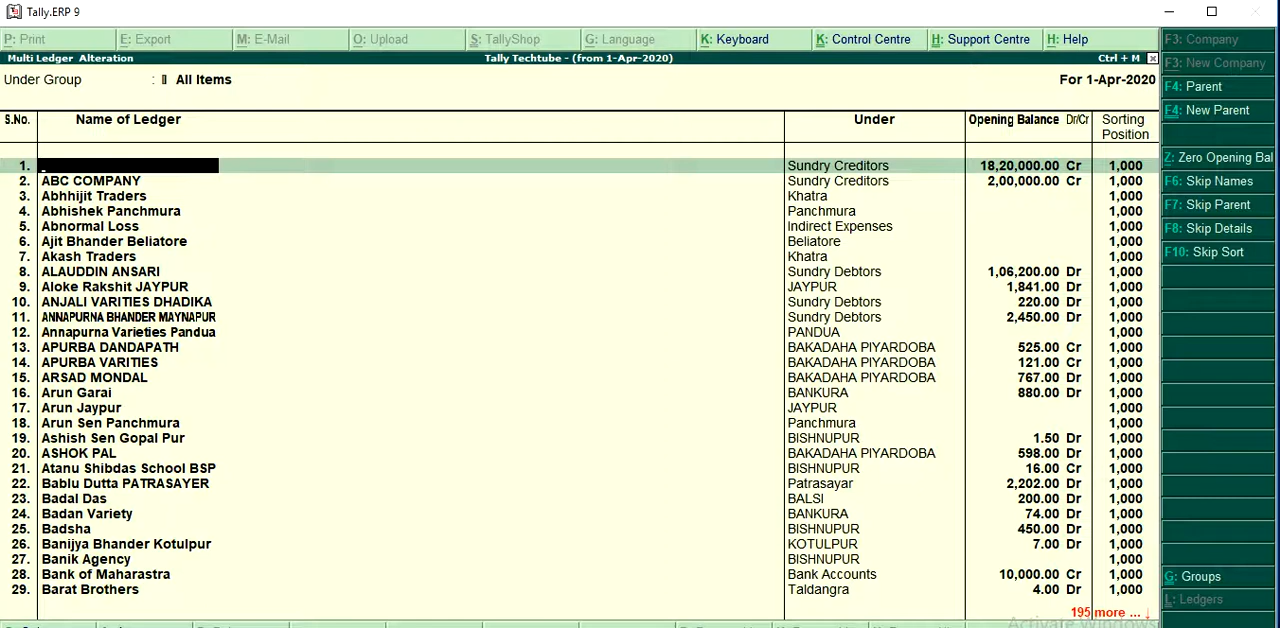 Tally.ERP 9
P: Print E: Export M: E-Mail O: Upload S: TallyShop G: Language K: Keyboard K: Control Centre H: Support Centre H: Help
F3: Company
Multi Ledger Alteration Tally Techtube - (from 1-Apr-2020) Ctrl + M
F3: New Company
Under Group : All Items For 1-Apr-2020
F4: Parent
F4: New Parent
S.No. Name of Ledger Under Opening Balance Dr/Cr Sorting
Position
Z: Zero Opening Bal
1. Sundry Creditors 18,20,000.00 Cr 1,000
2. ABC COMPANY Sundry Creditors 2,00,000.00 Cr 1,000
F6: Skip Names
3. Abhhijit Traders Khatra 1,000
4. Abhishek Panchmura Panchmura 1,000
F7: Skip Parent
5. Abnormal Loss Indirect Expenses 1,000
F8: Skip Details
6. Ajit Bhander Beliatore Beliatore 1,000
F10: Skip Sort
7. Akash Traders Khatra 1,000
8. ALAUDDIN ANSARI Sundry Debtors 1,06,200.00 Dr 1,000
9. Aloke Rakshit JAYPUR JAYPUR 1,841.00 Dr 1,000
10. ANJALI VARITIES DHADIKA Sundry Debtors 220.00 Dr 1,000
11. ANNAPURNA BHANDER MAYNAPUR Sundry Debtors 2,450.00 Dr 1,000
12. Annapurna Varieties Pandua PANDUA 1,000
13. APURBA DANDAPATH BAKADAHA PIYARDOBA 525.00 Cr 1,000
14. APURBA VARITIES BAKADAHA PIYARDOBA 121.00 Cr 1,000
15. ARSAD MONDAL BAKADAHA PIYARDOBA 767.00 Dr 1,000
16. Arun Garai BANKURA 880.00 Dr 1,000
17. Arun Jaypur JAYPUR 1,000
18. Arun Sen Panchmura Panchmura 1,000
19. Ashish Sen Gopal Pur BISHNUPUR 1.50 Dr 1,000
20. ASHOK PAL BAKADAHA PIYARDOBA 598.00 Dr 1,000
21. Atanu Shibdas School BSP BISHNUPUR 16.00 Cr 1,000
22. Bablu Dutta PATRASAYER Patrasayar 2,202.00 Dr 1,000
23. Badal Das BALSI 200.00 Dr 1,000
24. Badan Variety BANKURA 74.00 Dr 1,000
25. Badsha BISHNUPUR 450.00 Dr 1,000
26. Banijya Bhander Kotulpur KOTULPUR 7.00 Dr 1,000
27. Banik Agency BISHNUPUR 1,000
28. Bank of Maharastra Bank Accounts 10,000.00 Cr 1,000
G: Groups
29. Barat Brothers Taldangra 4.00 Dr 1,000
L: Ledgers
195 more ... ↓
Activate Windows